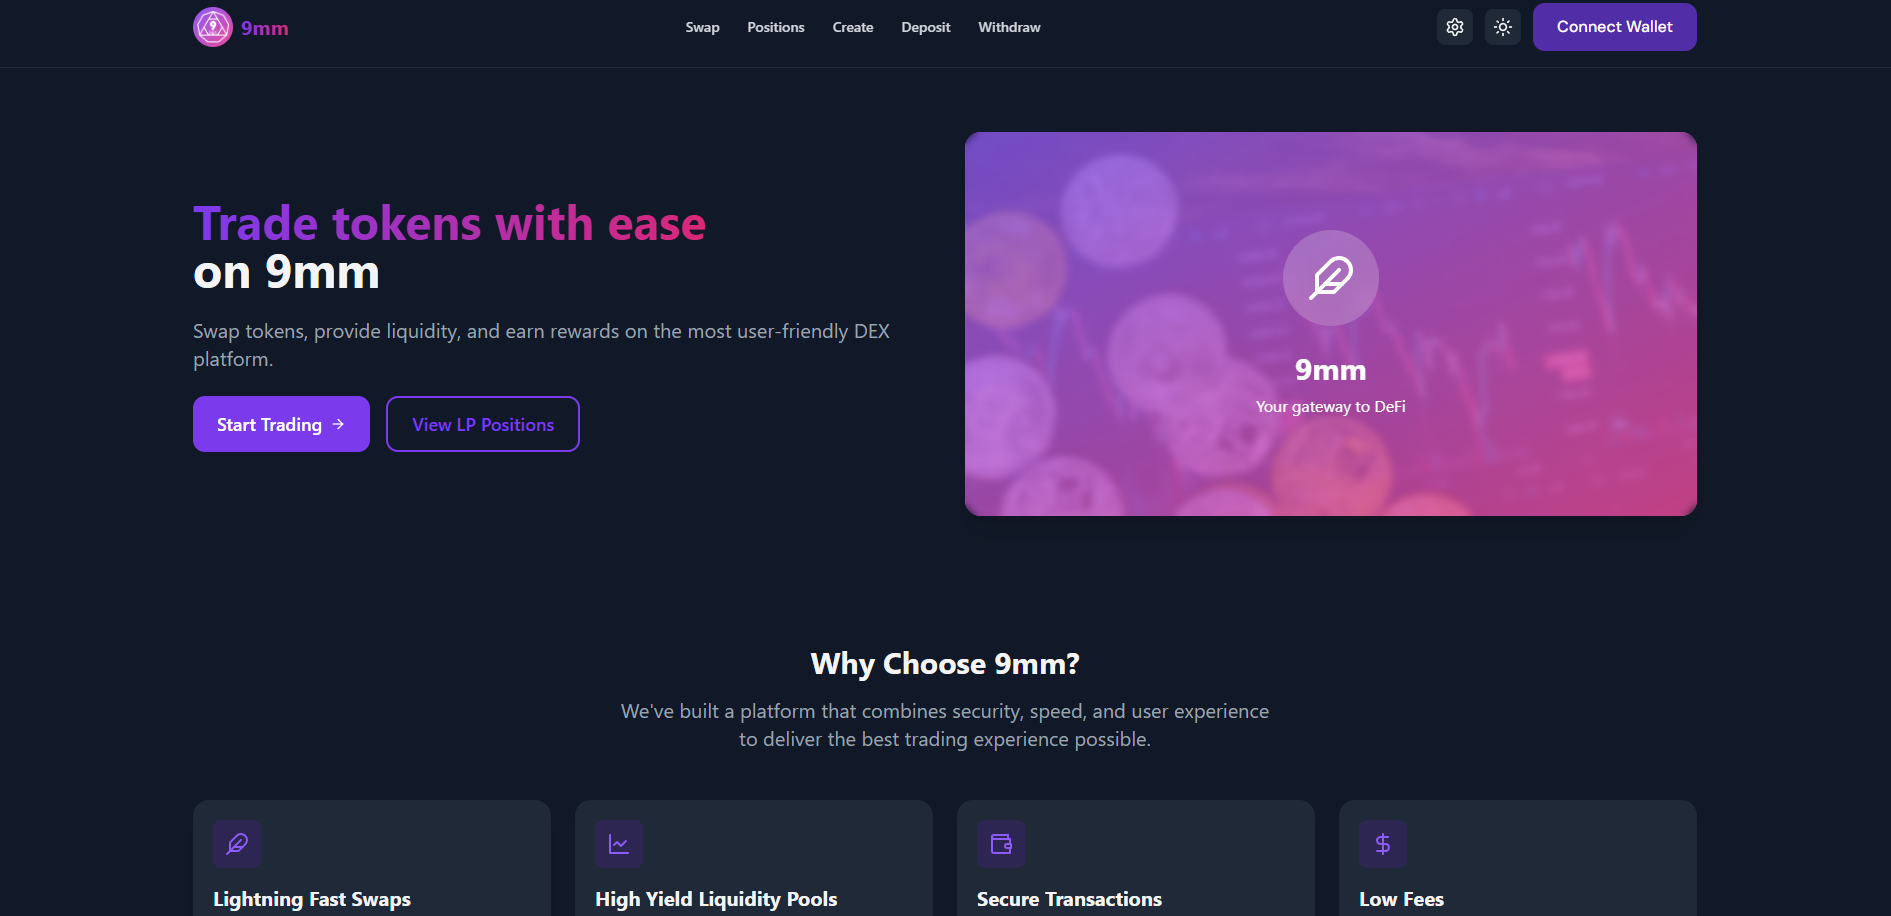 9mm
Swap
Positions
Create
Deposit
Withdraw
Connect Wallet
Trade tokens with ease
on 9mm
Swap tokens, provide liquidity, and earn rewards on the most user-friendly DEX
platform.
Start Trading
View LP Positions
9mm
Your gateway to DeFi
Why Choose 9mm?
We've built a platform that combines security, speed, and user experience
to deliver the best trading experience possible.
Lightning Fast Swaps
High Yield Liquidity Pools
Secure Transactions
Low Fees